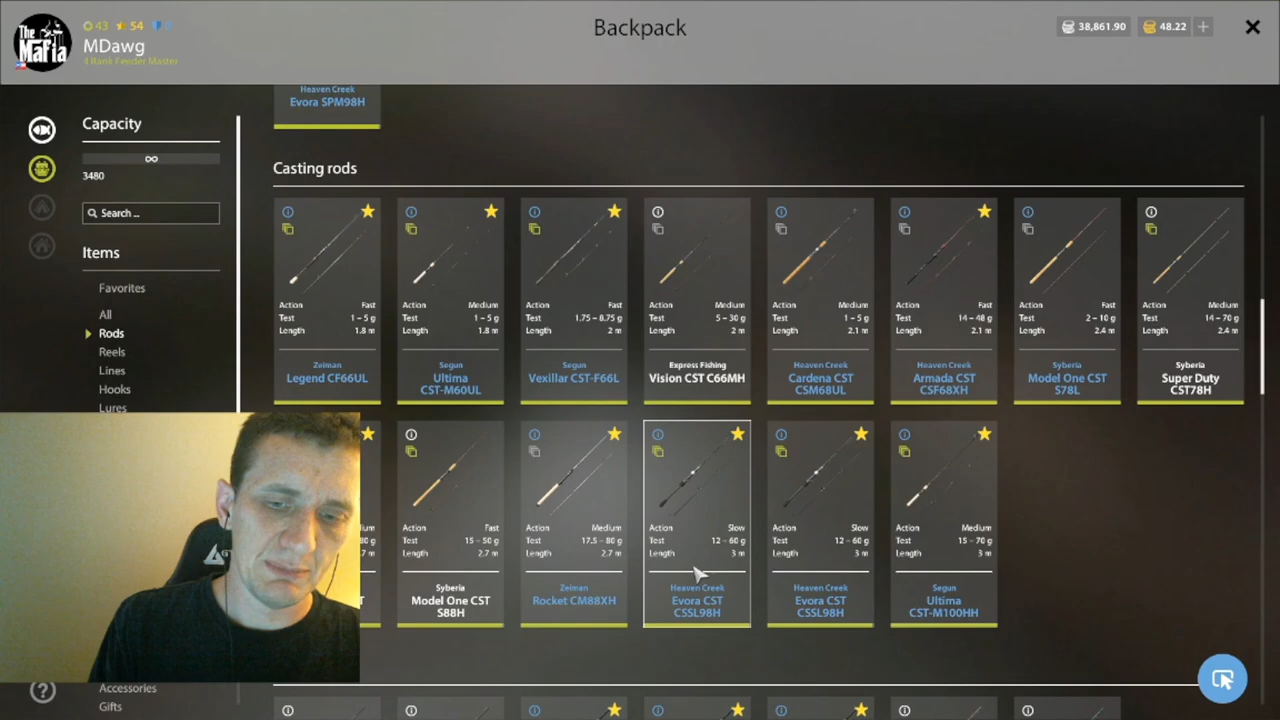 The
Mafia
43 54
MDawg
4 Rank Feeder Master
Backpack
38,861.90
48.22 +
Capacity
∞
3480
Search ...
Items
Favorites
All
Rods
Reels
Lines
Hooks
Lures
Accessories
Gifts
Heaven Creek
Evora SPM98H
Casting rods
Action Fast
Test 1 – 5 g
Length 1.8 m
Zeiman
Legend CF66UL
Action Medium
Test 1 – 5 g
Length 1.8 m
Segun
Ultima
CST-M60UL
Action Fast
Test 1.75 – 8.75 g
Length 2 m
Segun
Vexillar CST-F66L
Action Medium
Test 5 – 30 g
Length 2 m
Express Fishing
Vision CST C66MH
Action Medium
Test 1 – 5 g
Length 2.1 m
Heaven Creek
Cardena CST
CSM68UL
Action Fast
Test 14 – 48 g
Length 2.1 m
Heaven Creek
Armada CST
CSF68XH
Action Fast
Test 2 – 10 g
Length 2.4 m
Syberia
Model One CST
S78L
Action Medium
Test 14 – 70 g
Length 2.4 m
Syberia
Super Duty
CST78H
Action Fast
Test 15 – 50 g
Length 2.7 m
Syberia
Model One CST
S88H
Action Medium
Test 17.5 – 80 g
Length 2.7 m
Zeiman
Rocket CM88XH
Action Slow
Test 12 – 60 g
Length 3 m
Heaven Creek
Evora CST
CSSL98H
Action Slow
Test 12 – 60 g
Length 3 m
Heaven Creek
Evora CST
CSSL98H
Action Medium
Test 15 – 70 g
Length 3 m
Segun
Ultima
CST-M100HH